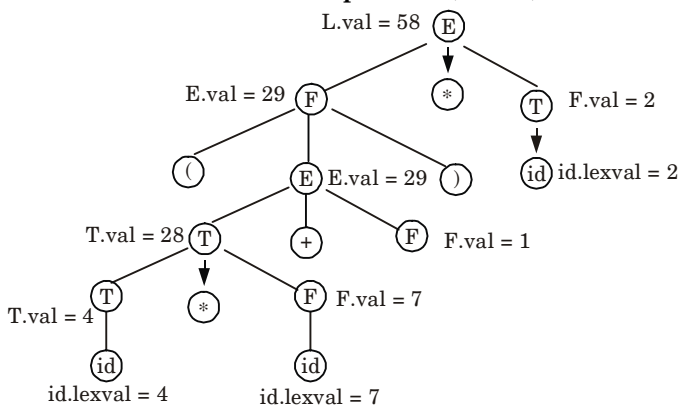 L.val = 58 E
E.val = 29 F * T F.val = 2
( E E.val = 29 ) id id.lexval = 2
T.val = 28 T + F F.val = 1
T.val = 4 T * F F.val = 7
id id
id.lexval = 4 id.lexval = 7